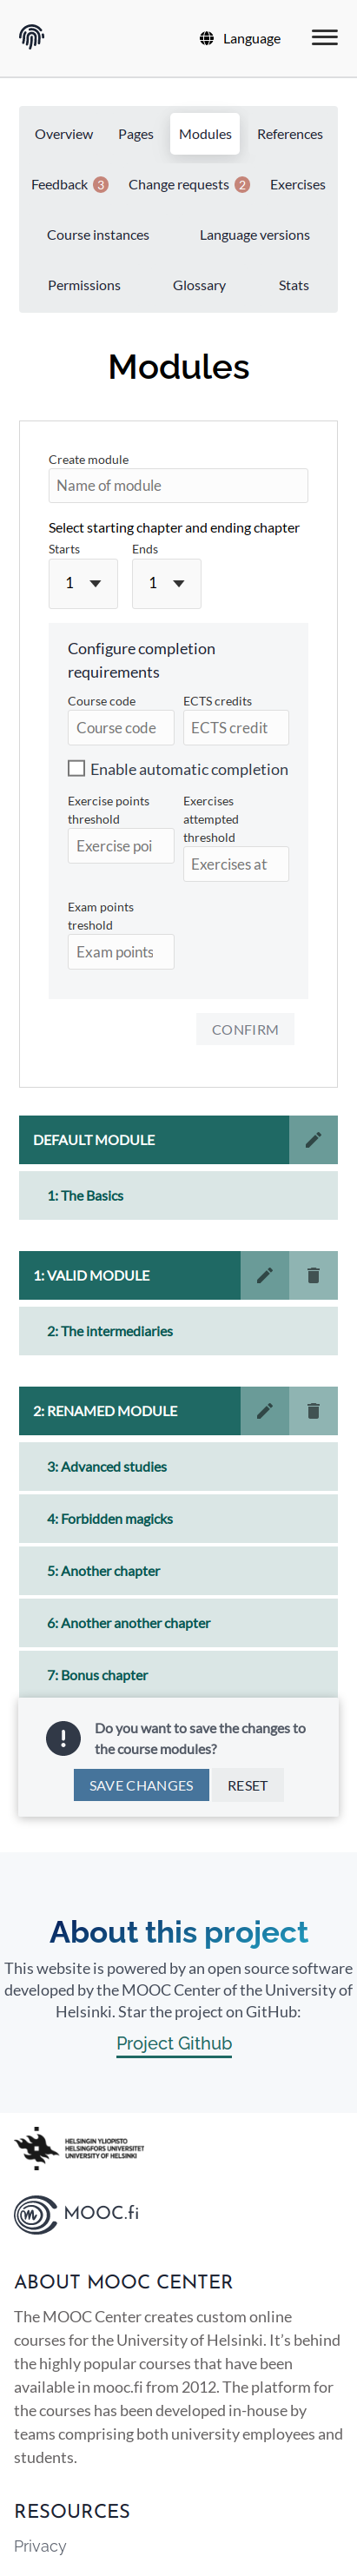 Language
Overview Pages Modules References
Feedback 3 Change requests 2 Exercises
Course instances Language versions
Permissions Glossary Stats
Modules
Create module
Name of module
Select starting chapter and ending chapter
Starts Ends
1 1
Configure completion
requirements
Course code ECTS credits
Course code ECTS credit
Enable automatic completion
Exercise points
threshold
Exercise poi
Exercises
attempted
threshold
Exercises at
Exam points
treshold
Exam points
CONFIRM
DEFAULT MODULE
1: The Basics
1: VALID MODULE
2: The intermediaries
2: RENAMED MODULE
3: Advanced studies
4: Forbidden magicks
5: Another chapter
6: Another another chapter
7: Bonus chapter
Do you want to save the changes to
the course modules?
SAVE CHANGES RESET
About this project
This website is powered by an open source software
developed by the MOOC Center of the University of
Helsinki. Star the project on GitHub:
Project Github
HELSINGIN YLIOPISTO
HELSINGFORS UNIVERSITET
UNIVERSITY OF HELSINKI
MOOC.fi
ABOUT MOOC CENTER
The MOOC Center creates custom online
courses for the University of Helsinki. It’s behind
the highly popular courses that have been
available in mooc.fi from 2012. The platform for
the courses has been developed in-house by
teams comprising both university employees and
students.
RESOURCES
Privacy